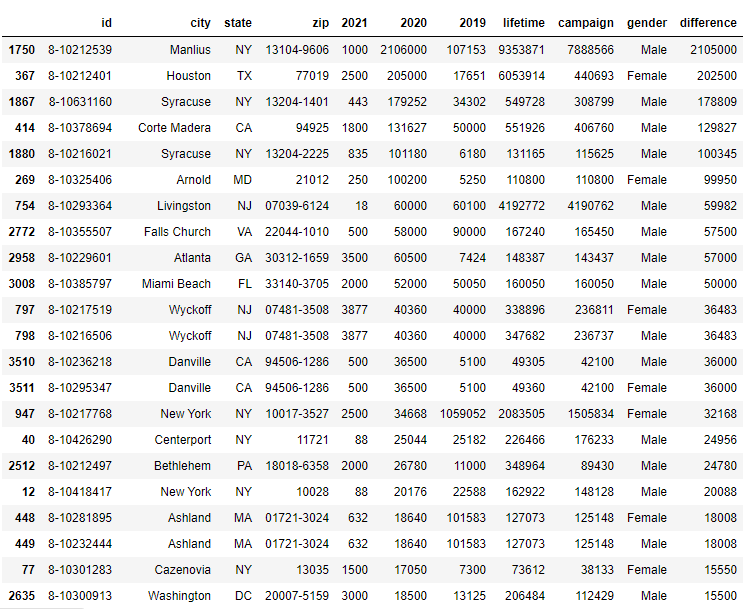 id city state zip 2021 2020 2019 lifetime campaign gender difference
1750 8-10212539 Manlius NY 13104-9606 1000 2106000 107153 9353871 7888566 Male 2105000
367 8-10212401 Houston TX 77019 2500 205000 17651 6053914 440693 Female 202500
1867 8-10631160 Syracuse NY 13204-1401 443 179252 34302 549728 308799 Male 178809
414 8-10378694 Corte Madera CA 94925 1800 131627 50000 551926 406760 Male 129827
1880 8-10216021 Syracuse NY 13204-2225 835 101180 6180 131165 115625 Male 100345
269 8-10325406 Arnold MD 21012 250 100200 5250 110800 110800 Female 99950
754 8-10293364 Livingston NJ 07039-6124 18 60000 60100 4192772 4190762 Male 59982
2772 8-10355507 Falls Church VA 22044-1010 500 58000 90000 167240 165450 Male 57500
2958 8-10229601 Atlanta GA 30312-1659 3500 60500 7424 148387 143437 Male 57000
3008 8-10385797 Miami Beach FL 33140-3705 2000 52000 50050 160050 160050 Male 50000
797 8-10217519 Wyckoff NJ 07481-3508 3877 40360 40000 338896 236811 Female 36483
798 8-10216506 Wyckoff NJ 07481-3508 3877 40360 40000 347682 236737 Male 36483
3510 8-10236218 Danville CA 94506-1286 500 36500 5100 49305 42100 Male 36000
3511 8-10295347 Danville CA 94506-1286 500 36500 5100 49360 42100 Female 36000
947 8-10217768 New York NY 10017-3527 2500 34668 1059052 2083505 1505834 Female 32168
40 8-10426290 Centerport NY 11721 88 25044 25182 226466 176233 Male 24956
2512 8-10212497 Bethlehem PA 18018-6358 2000 26780 11000 348964 89430 Male 24780
12 8-10418417 New York NY 10028 88 20176 22588 162922 148128 Male 20088
448 8-10281895 Ashland MA 01721-3024 632 18640 101583 127073 125148 Female 18008
449 8-10232444 Ashland MA 01721-3024 632 18640 101583 127073 125148 Male 18008
77 8-10301283 Cazenovia NY 13035 1500 17050 7300 73612 38133 Female 15550
2635 8-10300913 Washington DC 20007-5159 3000 18500 13125 206484 112429 Male 15500